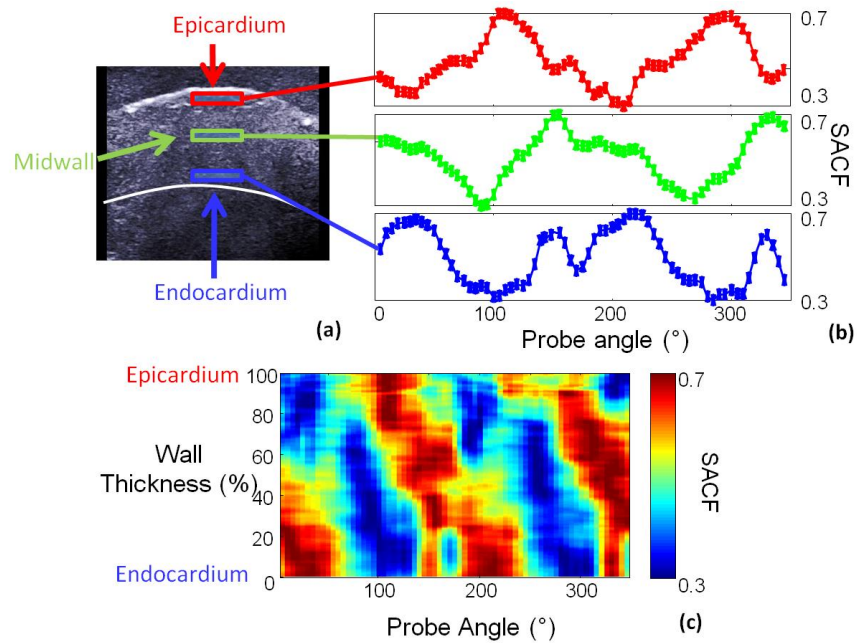 Epicardium
Midwall
Endocardium
(a)
0.7
0.3
0.7
0.3
0.7
0.3
SACF
0 100 200 300
Probe angle (°)
(b)
Epicardium
Wall
Thickness (%)
Endocardium
100
80
60
40
20
0
100 200 300
Probe Angle (°)
0.7
SACF
0.3
(c)